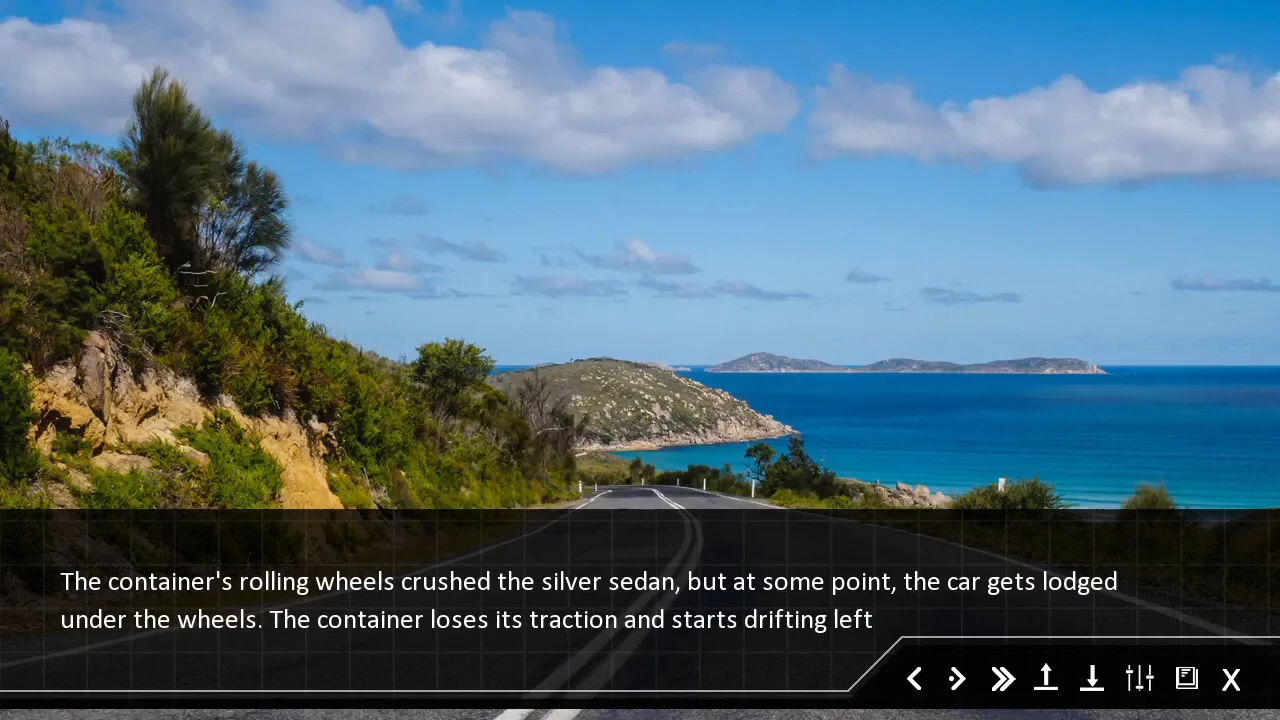 The container's rolling wheels crushed the silver sedan, but at some point, the car gets lodged
under the wheels. The container loses its traction and starts drifting left